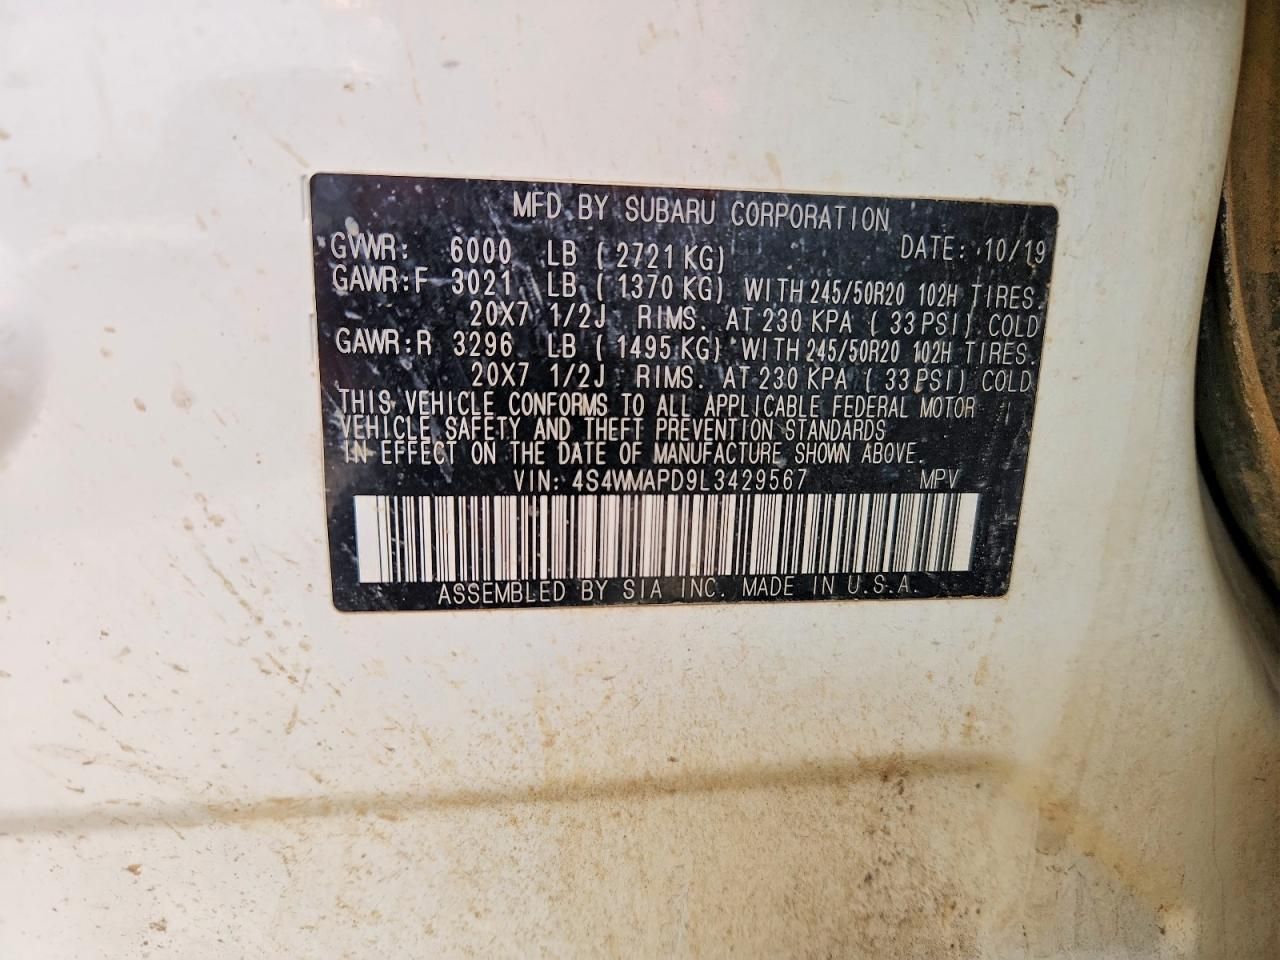 MFD BY SUBARU CORPORATION
DATE: 10/19
GVWR: 6000 LB ( 2721 KG)
GAWR:F 3021 LB ( 1370 KG) WITH 245/50R20 102H TIRES,
20X7 1/2J RIMS. AT 230 KPA ( 33 PSI) COLD
GAWR:R 3296 LB ( 1495 KG) WITH 245/50R20 102H TIRES.
20X7 1/2J RIMS. AT 230 KPA ( 33 PSI) COLD
THIS VEHICLE CONFORMS TO ALL APPLICABLE FEDERAL MOTOR
VEHICLE SAFETY AND THEFT PREVENTION STANDARDS
IN EFFECT ON THE DATE OF MANUFACTURE SHOWN ABOVE.
VIN: 4S4WMAPD9L3429567 MPV
ASSEMBLED BY SIA INC. MADE IN U.S.A.